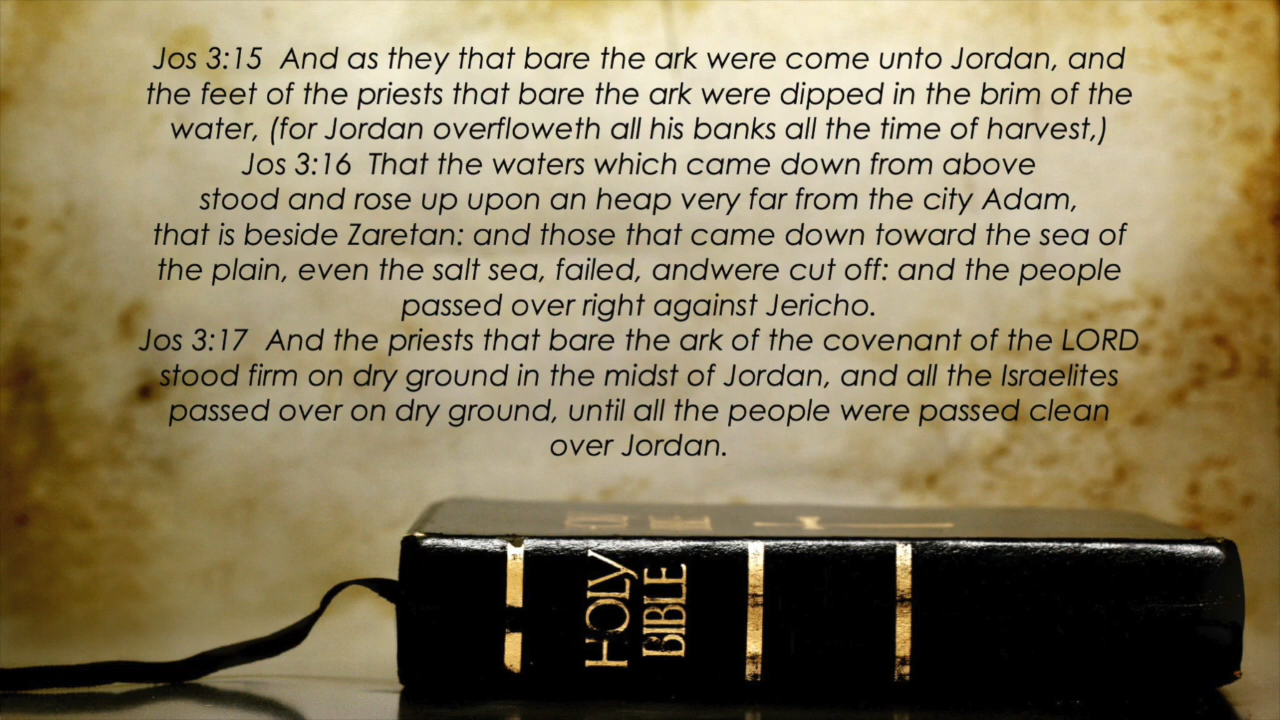 Jos 3:15  And as they that bare the ark were come unto Jordan, and
the feet of the priests that bare the ark were dipped in the brim of the
water, (for Jordan overfloweth all his banks all the time of harvest,)
Jos 3:16  That the waters which came down from above
stood and rose up upon an heap very far from the city Adam,
that is beside Zaretan: and those that came down toward the sea of
the plain, even the salt sea, failed, andwere cut off: and the people
passed over right against Jericho.
Jos 3:17  And the priests that bare the ark of the covenant of the LORD
stood firm on dry ground in the midst of Jordan, and all the Israelites
passed over on dry ground, until all the people were passed clean
over Jordan.
HOLY
BIBLE